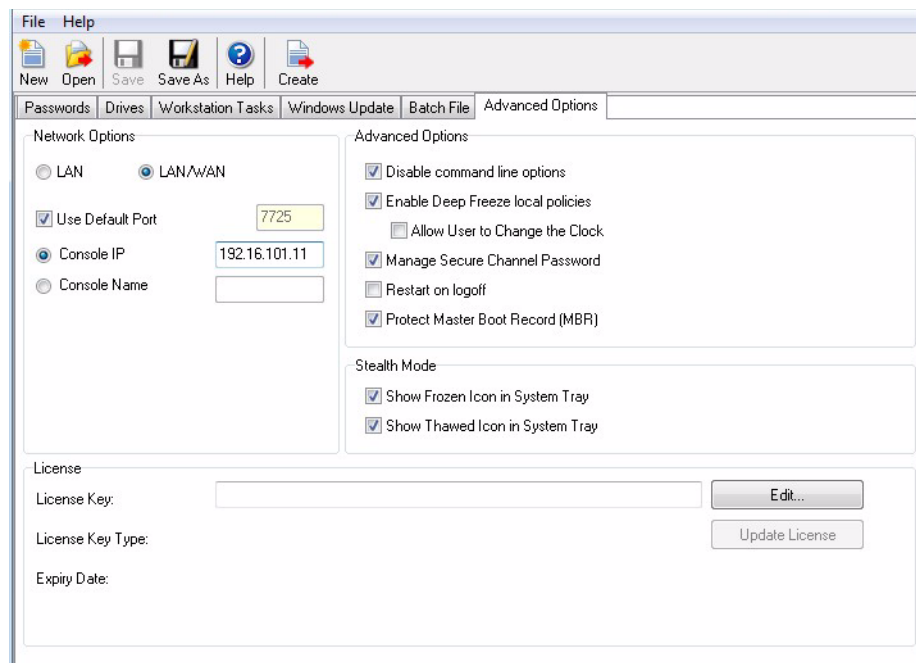 File Help
New Open Save Save As Help Create
Passwords Drives Workstation Tasks Windows Update Batch File Advanced Options
Network Options
LAN LAN/WAN
Use Default Port 7725
Console IP 192.16.101.11
Console Name
Advanced Options
Disable command line options
Enable Deep Freeze local policies
Allow User to Change the Clock
Manage Secure Channel Password
Restart on logoff
Protect Master Boot Record (MBR)
Stealth Mode
Show Frozen Icon in System Tray
Show Thawed Icon in System Tray
License
License Key: Edit...
License Key Type: Update License
Expiry Date: